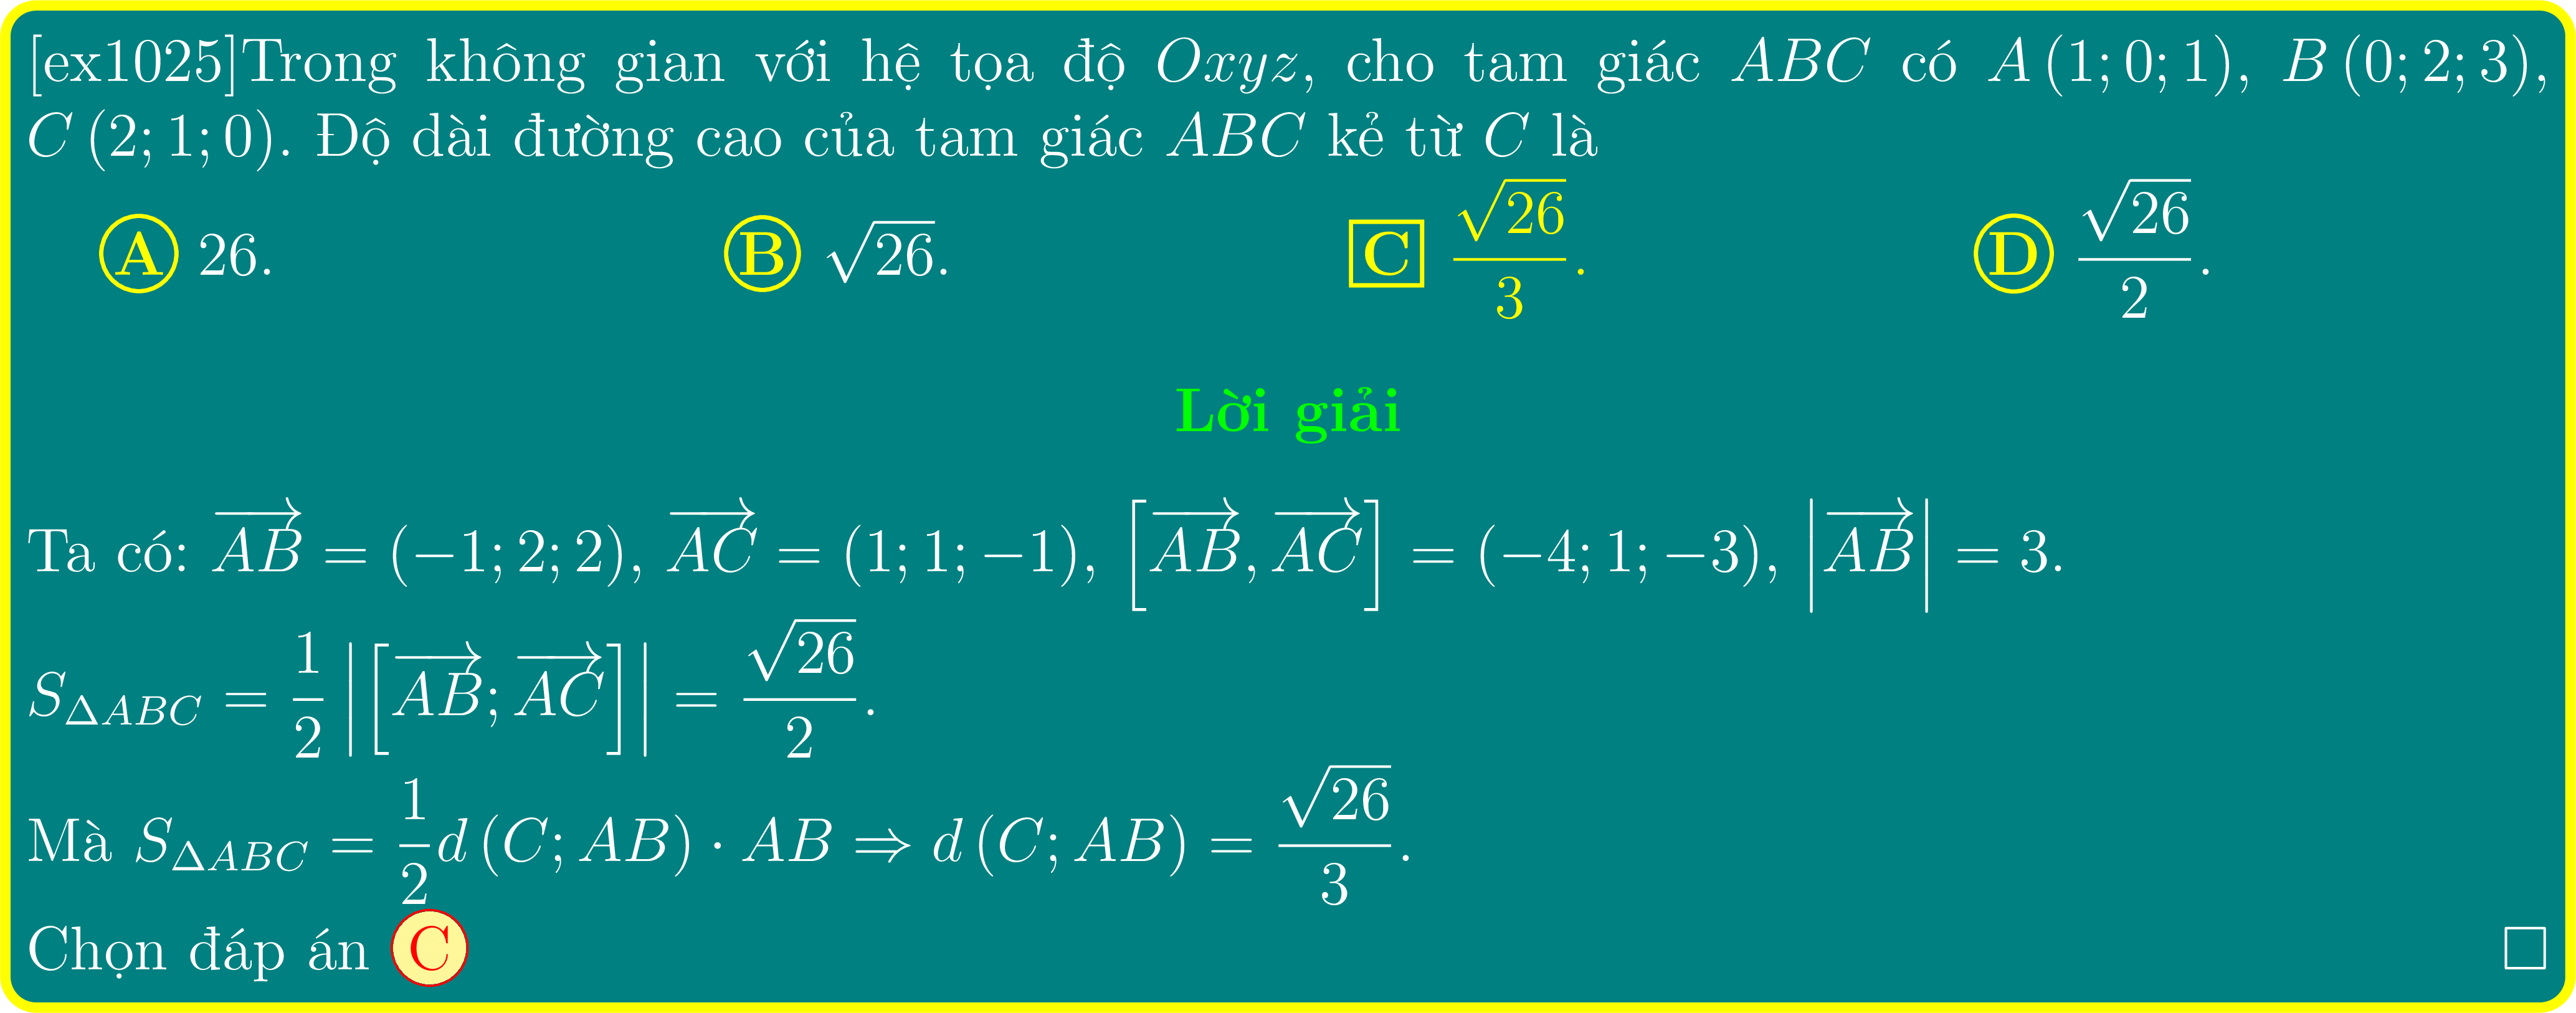 [ex1025]Trong không gian với hệ tọa độ Oxyz, cho tam giác ABC có A (1; 0; 1), B (0; 2; 3),
C (2; 1; 0). Độ dài đường cao của tam giác ABC kẻ từ C là
A 26. B $\sqrt{26}$. C $\frac{\sqrt{26}}{3}$. D $\frac{\sqrt{26}}{2}$.
Lời giải
Ta có: $\overrightarrow{AB} = (-1; 2; 2)$, $\overrightarrow{AC} = (1; 1; -1)$, $\left[\overrightarrow{AB}, \overrightarrow{AC}\right] = (-4; 1; -3)$, $\left|\overrightarrow{AB}\right| = 3$.
$S_{\Delta ABC} = \frac{1}{2} \left|\left[\overrightarrow{AB}; \overrightarrow{AC}\right]\right| = \frac{\sqrt{26}}{2}$.
Mà $S_{\Delta ABC} = \frac{1}{2} d (C; AB) \cdot AB \Rightarrow d (C; AB) = \frac{\sqrt{26}}{3}$.
Chọn đáp án C □